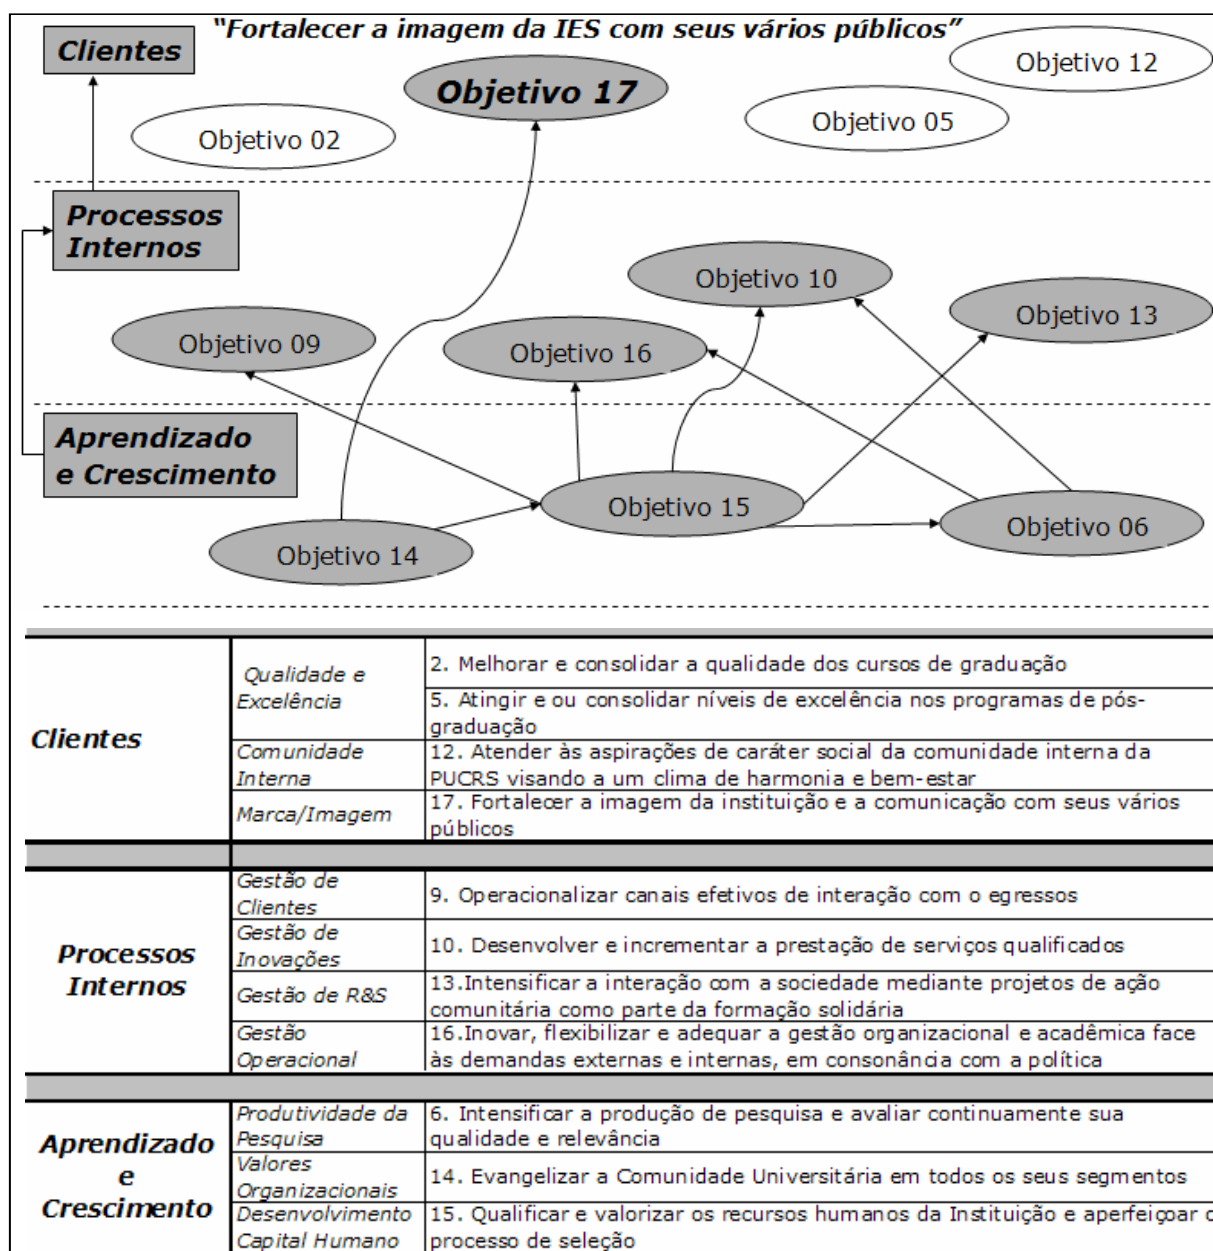 “Fortalecer a imagem da IES com seus vários públicos”
Clientes
Objetivo 12
Objetivo 17
Objetivo 05
Objetivo 02
Processos
Internos
Objetivo 10
Objetivo 13
Objetivo 09
Objetivo 16
Aprendizado
e Crescimento
Objetivo 15
Objetivo 06
Objetivo 14
Clientes
Qualidade e
Excelência
2. Melhorar e consolidar a qualidade dos cursos de graduação
5. Atingir e ou consolidar níveis de excelência nos programas de pós-
graduação
Comunidade
Interna
12. Atender às aspirações de caráter social da comunidade interna da
PUCRS visando a um clima de harmonia e bem-estar
Marca/Imagem
17. Fortalecer a imagem da instituição e a comunicação com seus vários
públicos
Processos
Internos
Gestão de
Clientes
9. Operacionalizar canais efetivos de interação com o egressos
Gestão de
Inovações
10. Desenvolver e incrementar a prestação de serviços qualificados
Gestão de R&S
13.Intensificar a interação com a sociedade mediante projetos de ação
comunitária como parte da formação solidária
Gestão
Operacional
16.Inovar, flexibilizar e adequar a gestão organizacional e acadêmica face
às demandas externas e internas, em consonância com a política
Aprendizado
e
Crescimento
Produtividade da
Pesquisa
6. Intensificar a produção de pesquisa e avaliar continuamente sua
qualidade e relevância
Valores
Organizacionais
14. Evangelizar a Comunidade Universitária em todos os seus segmentos
Desenvolvimento
Capital Humano
15. Qualificar e valorizar os recursos humanos da Instituição e aperfeiçoar o
processo de seleção